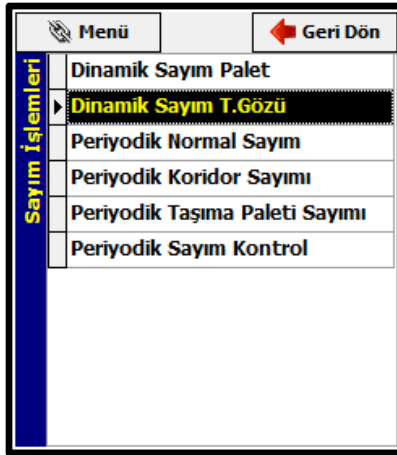 Menü
Geri Dön
Sayım İşlemleri
Dinamik Sayım Palet
Dinamik Sayım T.Gözü
Periyodik Normal Sayım
Periyodik Koridor Sayımı
Periyodik Taşıma Paleti Sayımı
Periyodik Sayım Kontrol